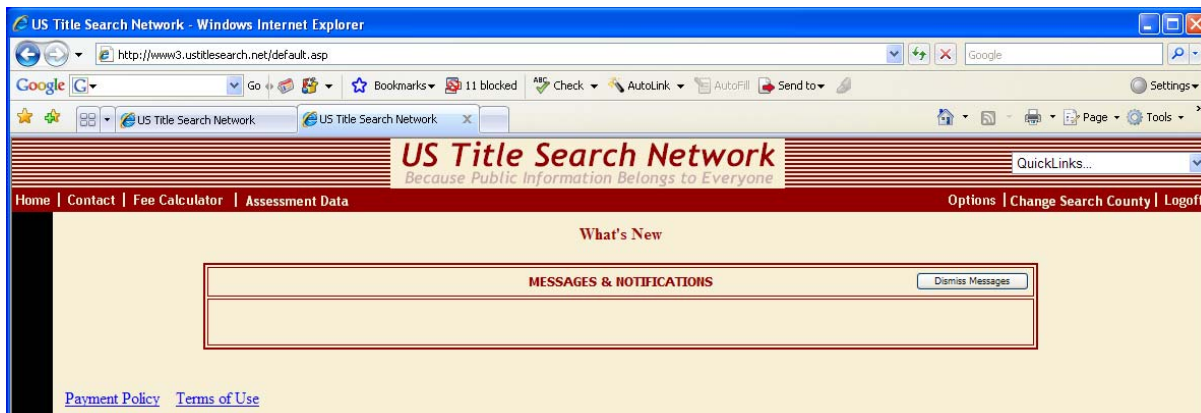 US Title Search Network - Windows Internet Explorer
http://www3.ustitlesearch.net/default.asp
Google
Google G
Go
Bookmarks
11 blocked
ABC Check
AutoLink
AutoFill
Send to
Settings
US Title Search Network
US Title Search Network X
Page
Tools
US Title Search Network
Because Public Information Belongs to Everyone
QuickLinks...
Home | Contact | Fee Calculator | Assessment Data
Options | Change Search County | Logoff
What's New
MESSAGES & NOTIFICATIONS
Dismiss Messages
Payment Policy Terms of Use